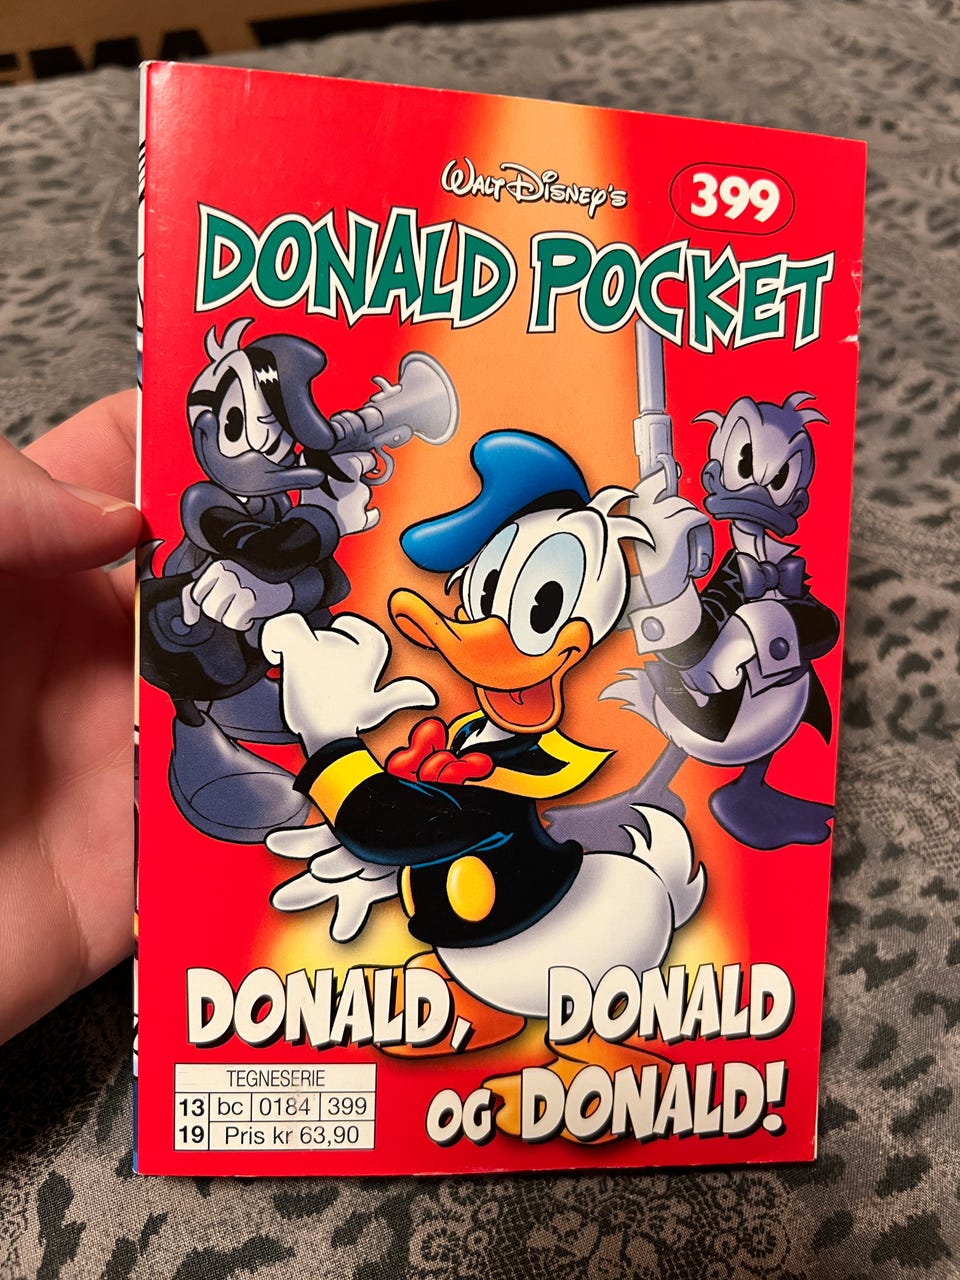 WALT DISNEY'S
399
DONALD POCKET
DONALD, DONALD
OG DONALD!
TEGNESERIE
13 bc 0184 399
19 Pris kr 63,90